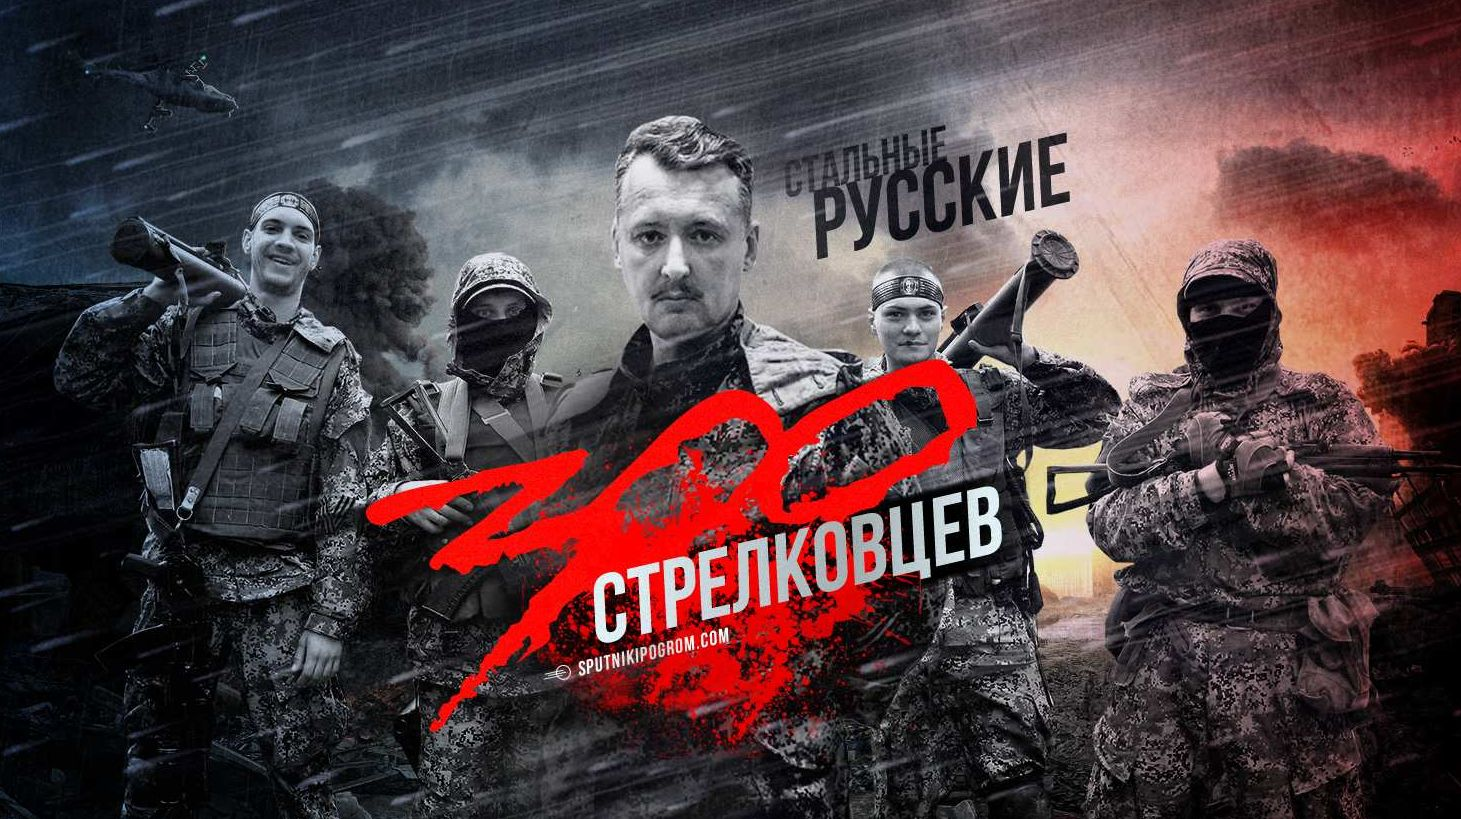 СТАЛЬНЫЕ
РУССКИЕ
300
СТРЕЛКОВЦЕВ
SPUTNIKIPOGROM.COM